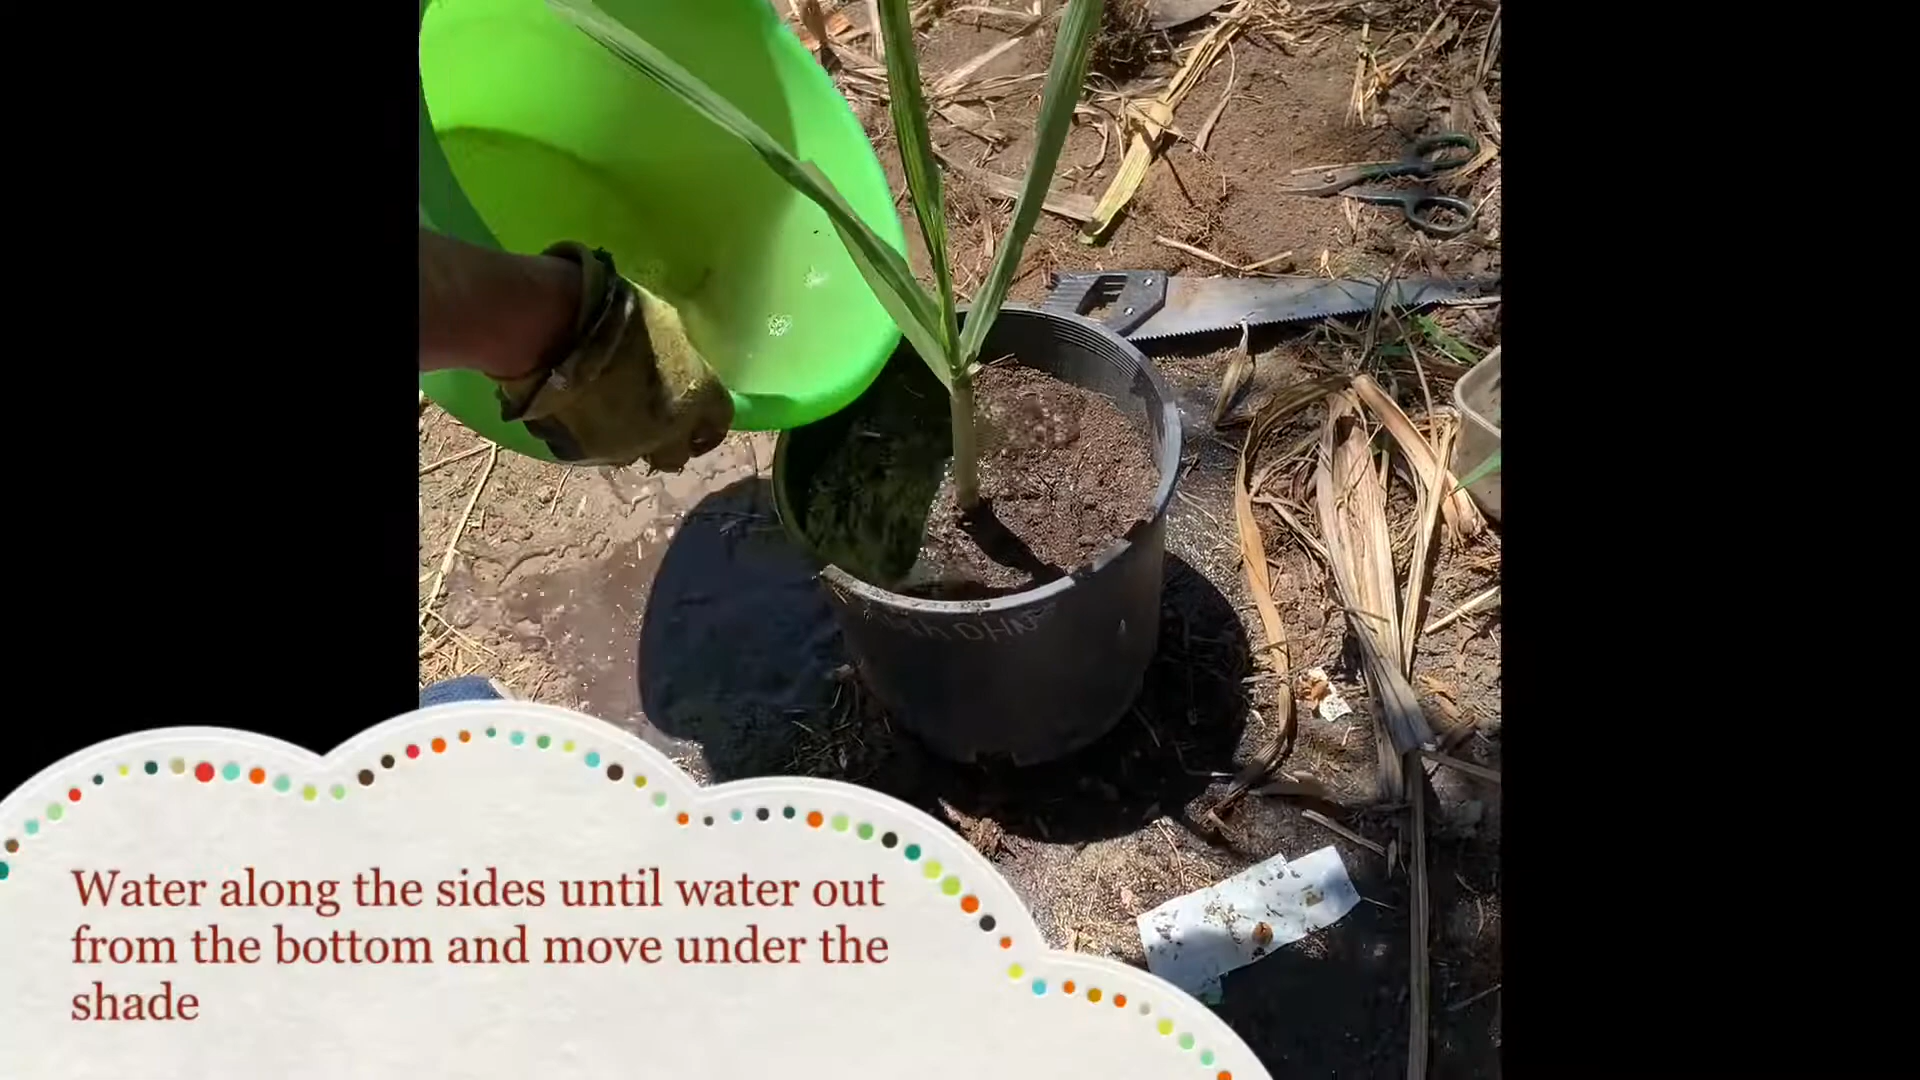 Water along the sides until water out
from the bottom and move under the
shade